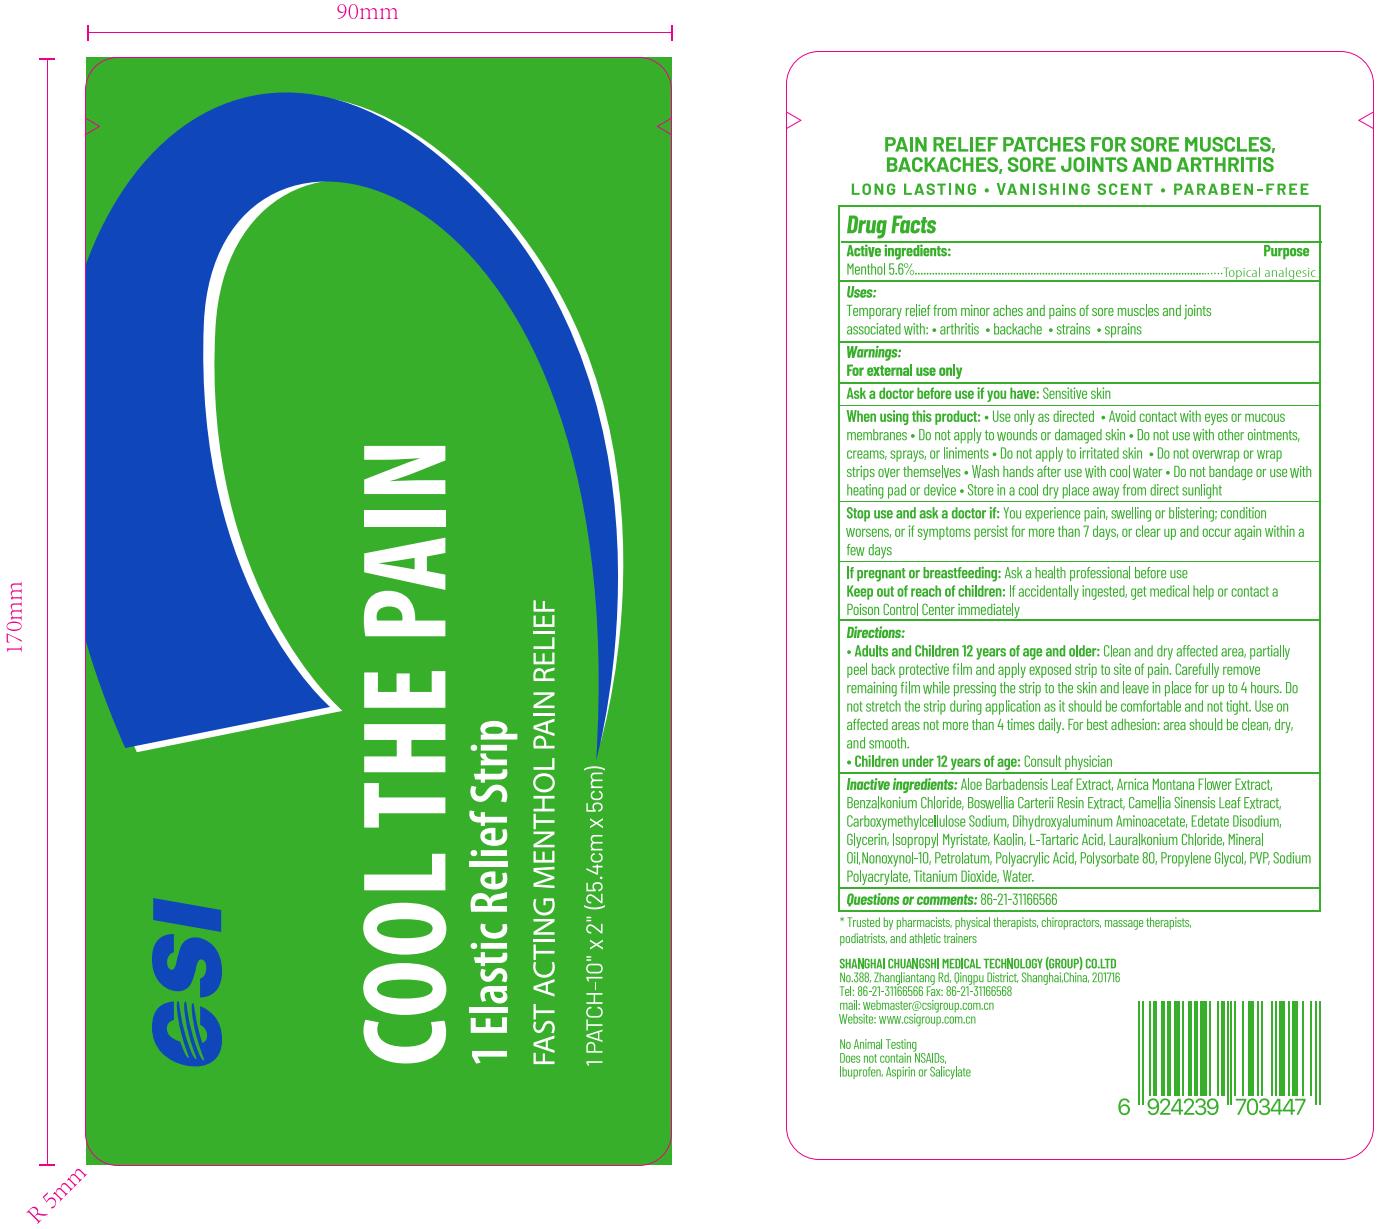 90mm
170mm
R 5mm
csi
COOL THE PAIN
1 Elastic Relief Strip
FAST ACTING MENTHOL PAIN RELIEF
1 PATCH-10" x 2" (25.4cm x 5cm)
PAIN RELIEF PATCHES FOR SORE MUSCLES,
BACKACHES, SORE JOINTS AND ARTHRITIS
LONG LASTING • VANISHING SCENT • PARABEN-FREE
Drug Facts
Active ingredients: Purpose
Menthol 5.6%........................................................Topical analgesic
Uses:
Temporary relief from minor aches and pains of sore muscles and joints
associated with: • arthritis • backache • strains • sprains
Warnings:
For external use only
Ask a doctor before use if you have: Sensitive skin
When using this product: • Use only as directed • Avoid contact with eyes or mucous
membranes • Do not apply to wounds or damaged skin • Do not use with other ointments,
creams, sprays, or liniments • Do not apply to irritated skin • Do not overwrap or wrap
strips over themselves • Wash hands after use with cool water • Do not bandage or use with
heating pad or device • Store in a cool dry place away from direct sunlight
Stop use and ask a doctor if: You experience pain, swelling or blistering; condition
worsens, or if symptoms persist for more than 7 days, or clear up and occur again within a
few days
If pregnant or breastfeeding: Ask a health professional before use
Keep out of reach of children: If accidentally ingested, get medical help or contact a
Poison Control Center immediately
Directions:
• Adults and Children 12 years of age and older: Clean and dry affected area, partially
peel back protective film and apply exposed strip to site of pain. Carefully remove
remaining film while pressing the strip to the skin and leave in place for up to 4 hours. Do
not stretch the strip during application as it should be comfortable and not tight. Use on
affected areas not more than 4 times daily. For best adhesion: area should be clean, dry,
and smooth.
• Children under 12 years of age: Consult physician
Inactive ingredients: Aloe Barbadensis Leaf Extract, Arnica Montana Flower Extract,
Benzalkonium Chloride, Boswellia Carterii Resin Extract, Camellia Sinensis Leaf Extract,
Carboxymethylcellulose Sodium, Dihydroxyaluminum Aminoacetate, Edetate Disodium,
Glycerin, Isopropyl Myristate, Kaolin, L-Tartaric Acid, Lauralkonium Chloride, Mineral
Oil,Nonoxynol-10, Petrolatum, Polyacrylic Acid, Polysorbate 80, Propylene Glycol, PVP, Sodium
Polyacrylate, Titanium Dioxide, Water.
Questions or comments: 86-21-31166566
* Trusted by pharmacists, physical therapists, chiropractors, massage therapists,
podiatrists, and athletic trainers
SHANGHAI CHUANGSHI MEDICAL TECHNOLOGY (GROUP) CO.LTD
No.388, Zhangliantang Rd, Qingpu District, Shanghai,China, 201716
Tel: 86-21-31166566 Fax: 86-21-31166568
mail: webmaster@csigroup.com.cn
Website: www.csigroup.com.cn
No Animal Testing
Does not contain NSAIDs,
Ibuprofen, Aspirin or Salicylate
6 924239 703447